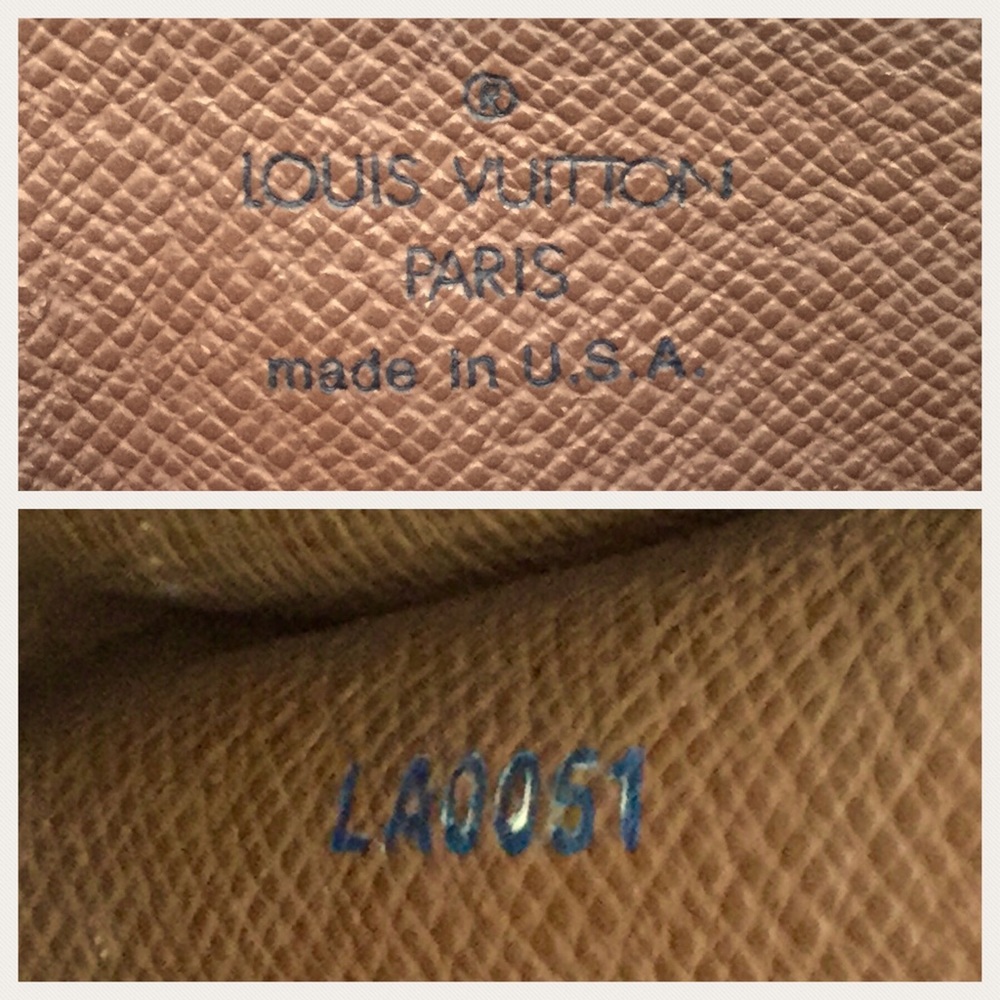 ®
LOUIS VUITTON
PARIS
made in U.S.A.
LA0051